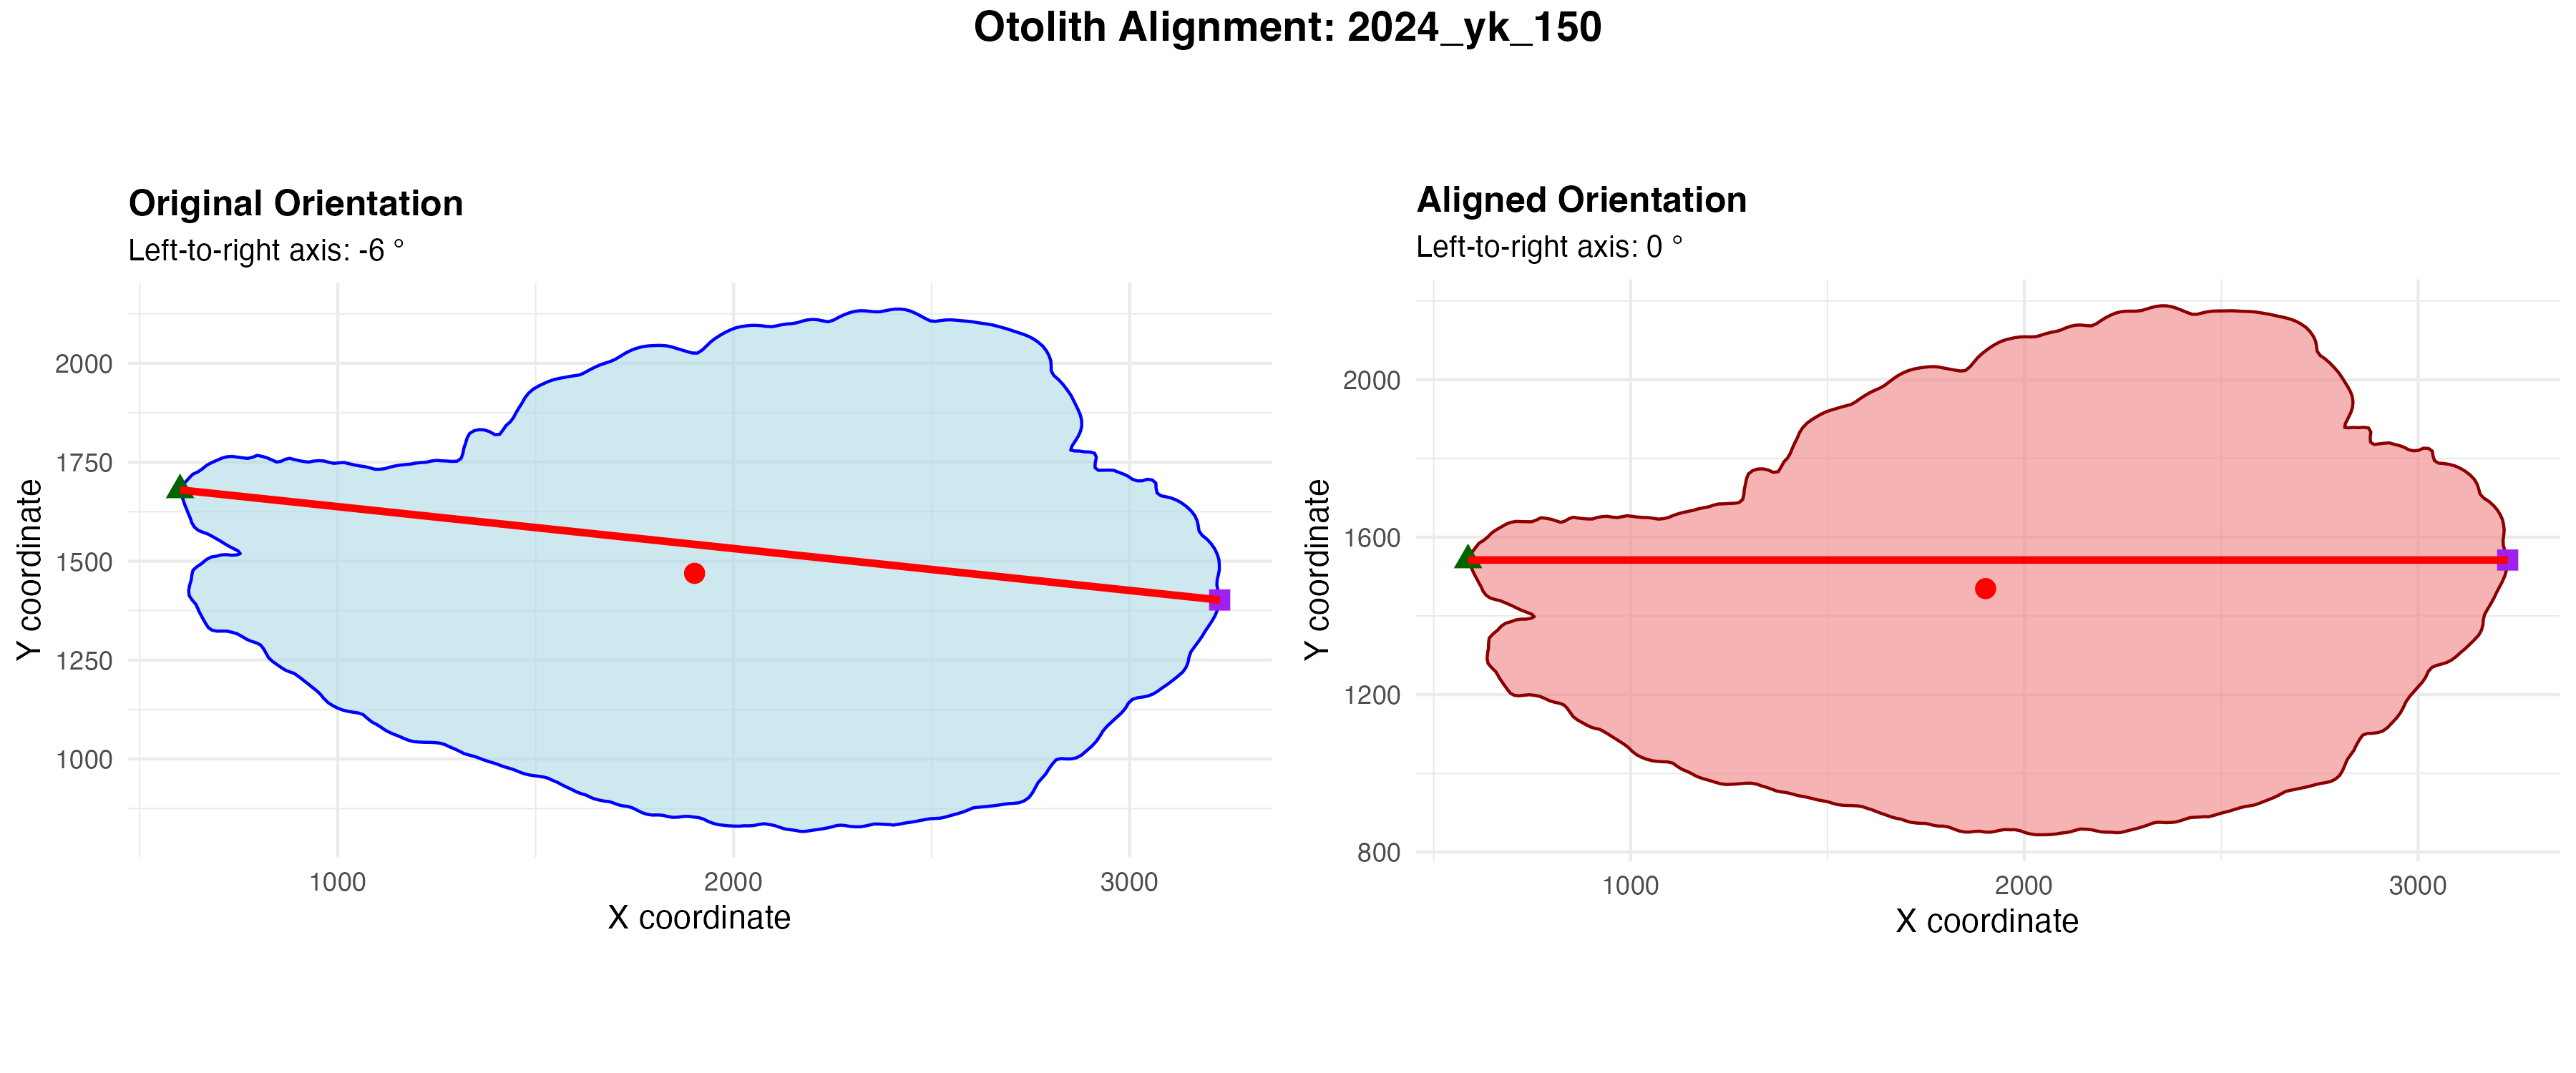 Otolith Alignment: 2024_yk_150
Original Orientation
Left-to-right axis: -6 °
2000
1750
1500
1250
1000
Y coordinate
1000 2000 3000
X coordinate
Aligned Orientation
Left-to-right axis: 0 °
2000
1600
1200
800
Y coordinate
1000 2000 3000
X coordinate